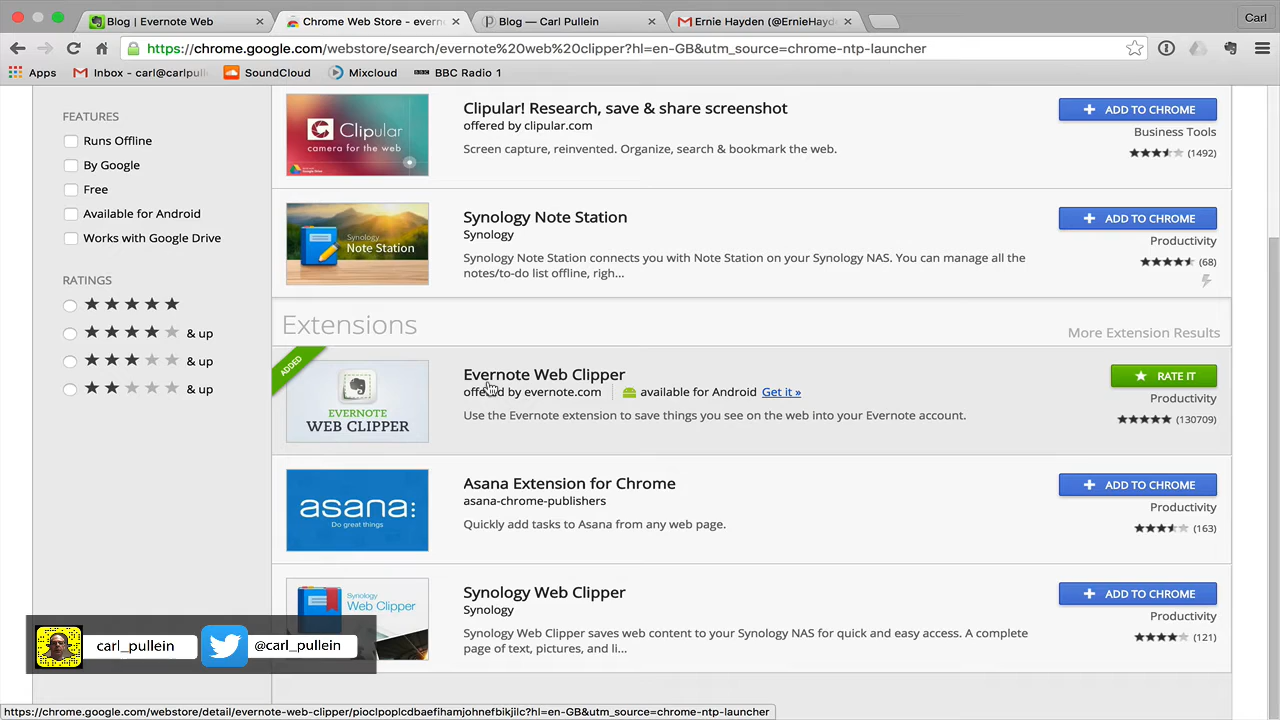 Blog | Evernote Web
Chrome Web Store - evern
Blog — Carl Pullein
Ernie Hayden (@ErnieHayd
Carl
https://chrome.google.com/webstore/search/evernote%20web%20clipper?hl=en-GB&utm_source=chrome-ntp-launcher
Apps
Inbox - carl@carlpull
SoundCloud
Mixcloud
BBC Radio 1
FEATURES
Runs Offline
By Google
Free
Available for Android
Works with Google Drive
RATINGS
& up
& up
& up
Clipular
camera for the web
Google Drive
Clipular! Research, save & share screenshot
offered by clipular.com
Screen capture, reinvented. Organize, search & bookmark the web.
ADD TO CHROME
Business Tools
(1492)
Synology
Note Station
Synology Note Station
Synology
Synology Note Station connects you with Note Station on your Synology NAS. You can manage all the
notes/to-do list offline, righ...
ADD TO CHROME
Productivity
(68)
Extensions
More Extension Results
ADDED
EVERNOTE
WEB CLIPPER
Evernote Web Clipper
offered by evernote.com
available for Android Get it »
Use the Evernote extension to save things you see on the web into your Evernote account.
RATE IT
Productivity
(130709)
asana:
Do great things
Asana Extension for Chrome
asana-chrome-publishers
Quickly add tasks to Asana from any web page.
ADD TO CHROME
Productivity
(163)
Synology
Web Clipper
Synology Web Clipper
Synology
Synology Web Clipper saves web content to your Synology NAS for quick and easy access. A complete
page of text, pictures, and li...
ADD TO CHROME
Productivity
(121)
carl_pullein
@carl_pullein
https://chrome.google.com/webstore/detail/evernote-web-clipper/pioclpoplcdbaefihamjohnefbikjilc?hl=en-GB&utm_source=chrome-ntp-launcher